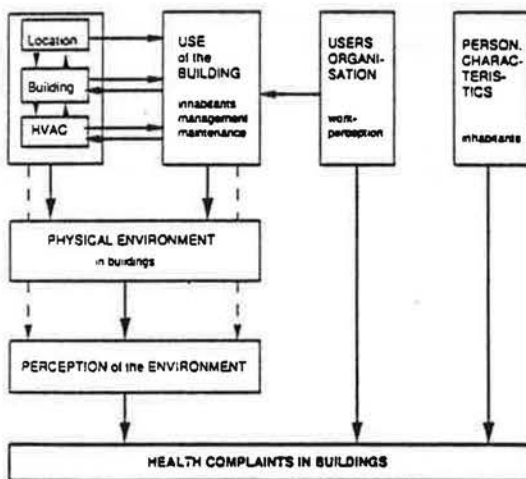 Location
Building
HVAC
USE
of the
BUILDING
inhabitants
management
maintenance
USERS
ORGANI-
SATION
work-
perception
PERSON.
CHARAC-
TERIS-
TICS
inhabitants
PHYSICAL ENVIRONMENT
in buildings
PERCEPTION of the ENVIRONMENT
HEALTH COMPLAINTS IN BUILDINGS